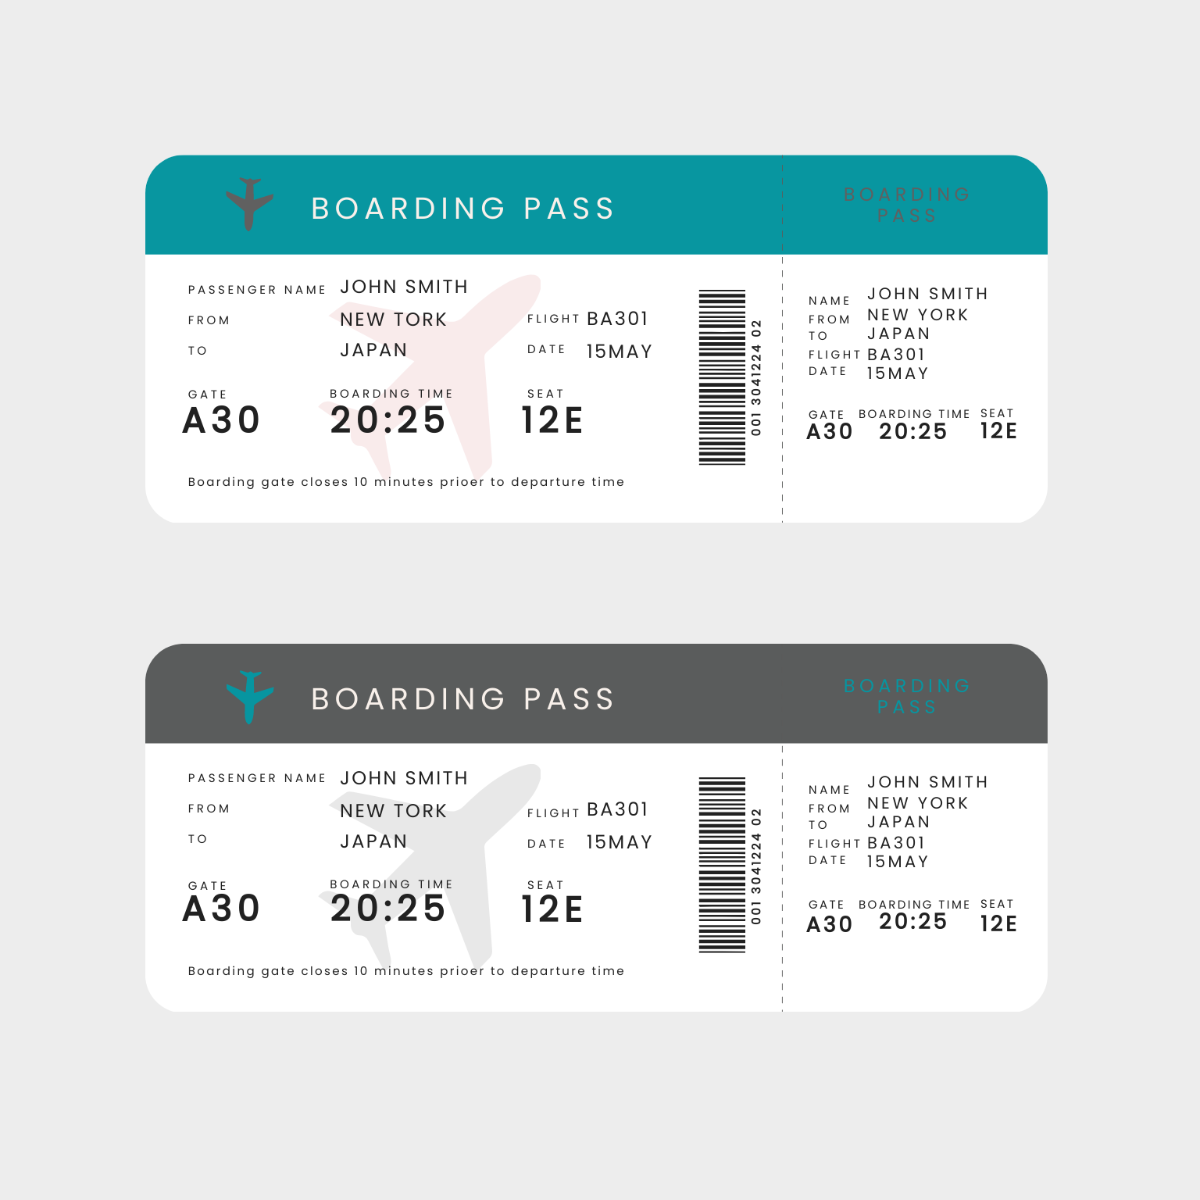 BOARDING PASS
PASSENGER NAME JOHN SMITH
FROM NEW TORK
TO JAPAN
FLIGHT BA301
DATE 15MAY
GATE BOARDING TIME SEAT
A30 20:25 12E
Boarding gate closes 10 minutes prioer to departure time
001 3041224 02
BOARDING
PASS
NAME JOHN SMITH
FROM NEW YORK
TO JAPAN
FLIGHT BA301
DATE 15MAY
GATE BOARDING TIME SEAT
A30 20:25 12E
BOARDING PASS
PASSENGER NAME JOHN SMITH
FROM NEW YORK
TO JAPAN
FLIGHT BA301
DATE 15MAY
GATE BOARDING TIME SEAT
A30 20:25 12E
Boarding gate closes 10 minutes prioer to departure time
001 3041224 02
BOARDING
PASS
NAME JOHN SMITH
FROM NEW YORK
TO JAPAN
FLIGHT BA301
DATE 15MAY
GATE BOARDING TIME SEAT
A30 20:25 12E